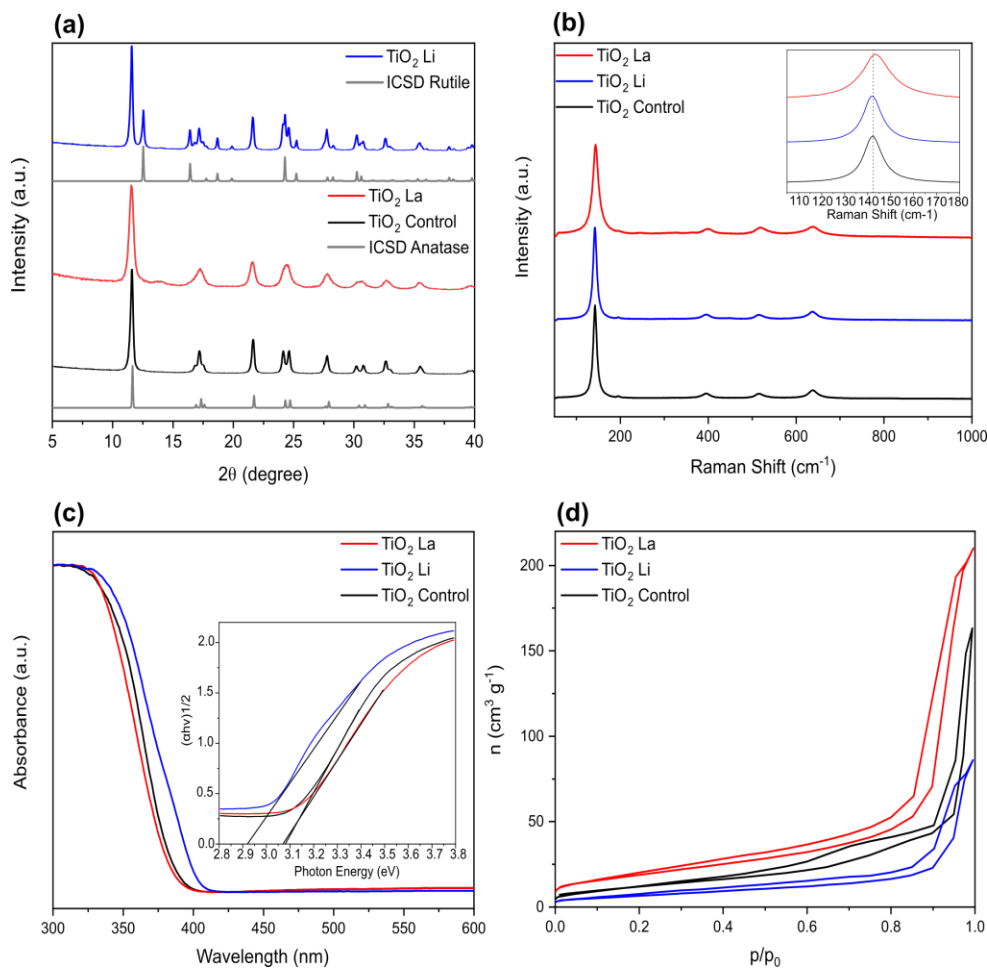 (a)
TiO₂ Li
ICSD Rutile
TiO₂ La
TiO₂ Control
ICSD Anatase
Intensity (a.u.)
5 10 15 20 25 30 35 40
2θ (degree)
(b)
TiO₂ La
TiO₂ Li
TiO₂ Control
110 120 130 140 150 160 170 180
Raman Shift (cm-1)
Intensity (a.u.)
200 400 600 800 1000
Raman Shift (cm⁻¹)
(c)
TiO₂ La
TiO₂ Li
TiO₂ Control
Absorbance (a.u.)
(αhv)1/2
2.0
1.5
1.0
0.5
0.0
2.8 2.9 3.0 3.1 3.2 3.3 3.4 3.5 3.6 3.7 3.8
Photon Energy (eV)
300 350 400 450 500 550 600
Wavelength (nm)
(d)
TiO₂ La
TiO₂ Li
TiO₂ Control
n (cm³ g⁻¹)
200
150
100
50
0
0.0 0.2 0.4 0.6 0.8 1.0
p/p₀